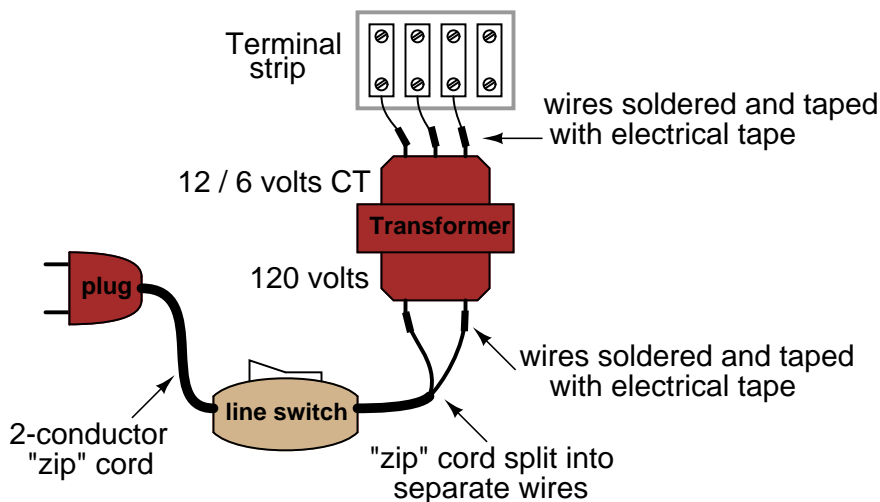 Terminal
strip
wires soldered and taped
with electrical tape
12 / 6 volts CT
Transformer
120 volts
plug
wires soldered and taped
with electrical tape
line switch
2-conductor
"zip" cord
"zip" cord split into
separate wires